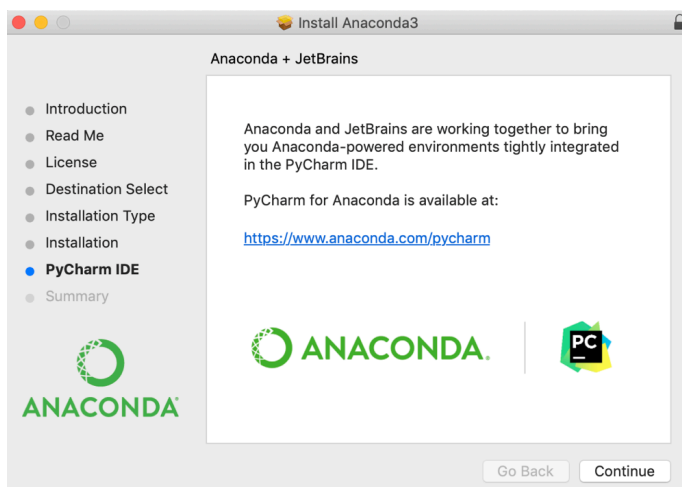 Install Anaconda3
Anaconda + JetBrains
Introduction
Read Me
License
Destination Select
Installation Type
Installation
PyCharm IDE
Summary
ANACONDA
Anaconda and JetBrains are working together to bring
you Anaconda-powered environments tightly integrated
in the PyCharm IDE.
PyCharm for Anaconda is available at:
https://www.anaconda.com/pycharm
ANACONDA.
PC
Go Back
Continue